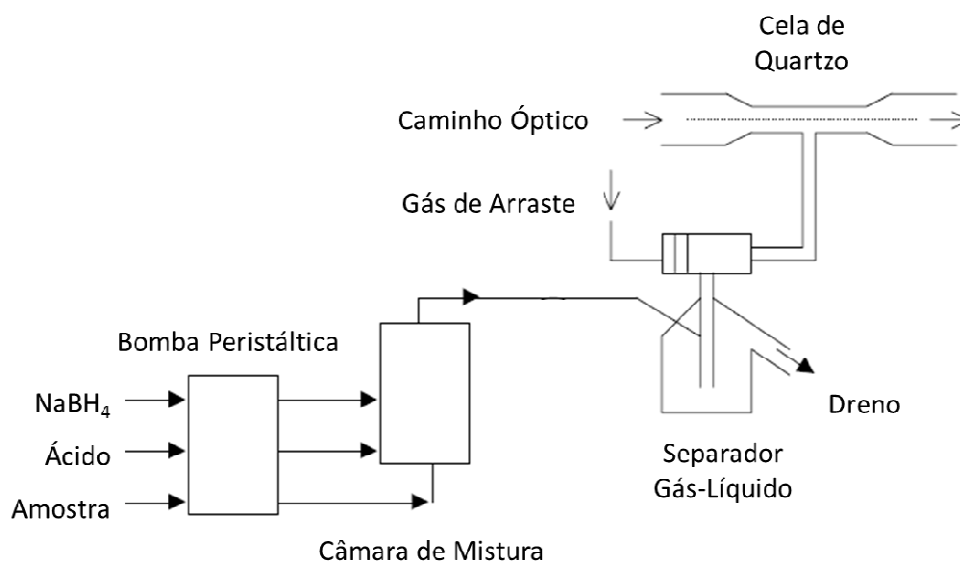 Cela de
Quartzo
Caminho Óptico
Gás de Arraste
Bomba Peristáltica
NaBH₄
Ácido
Amostra
Dreno
Separador
Gás-Líquido
Câmara de Mistura